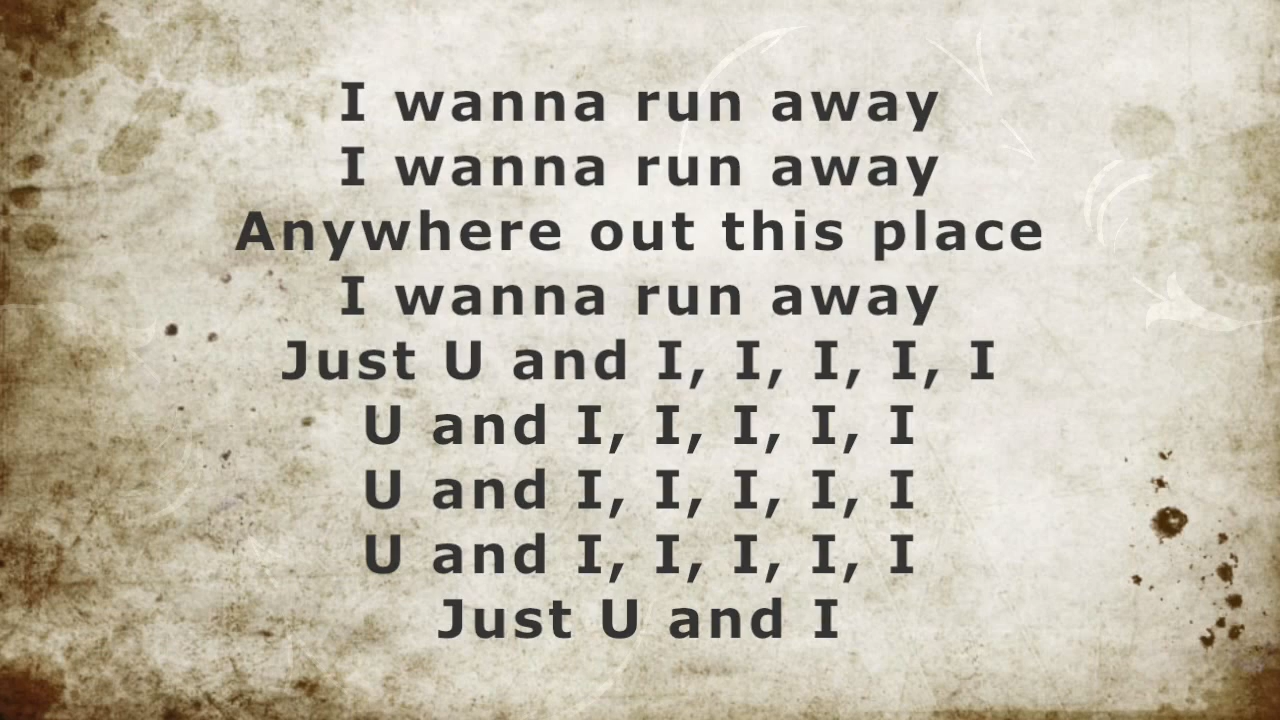 I wanna run away
I wanna run away
Anywhere out this place
I wanna run away
Just U and I, I, I, I, I
U and I, I, I, I, I
U and I, I, I, I, I
U and I, I, I, I, I
Just U and I